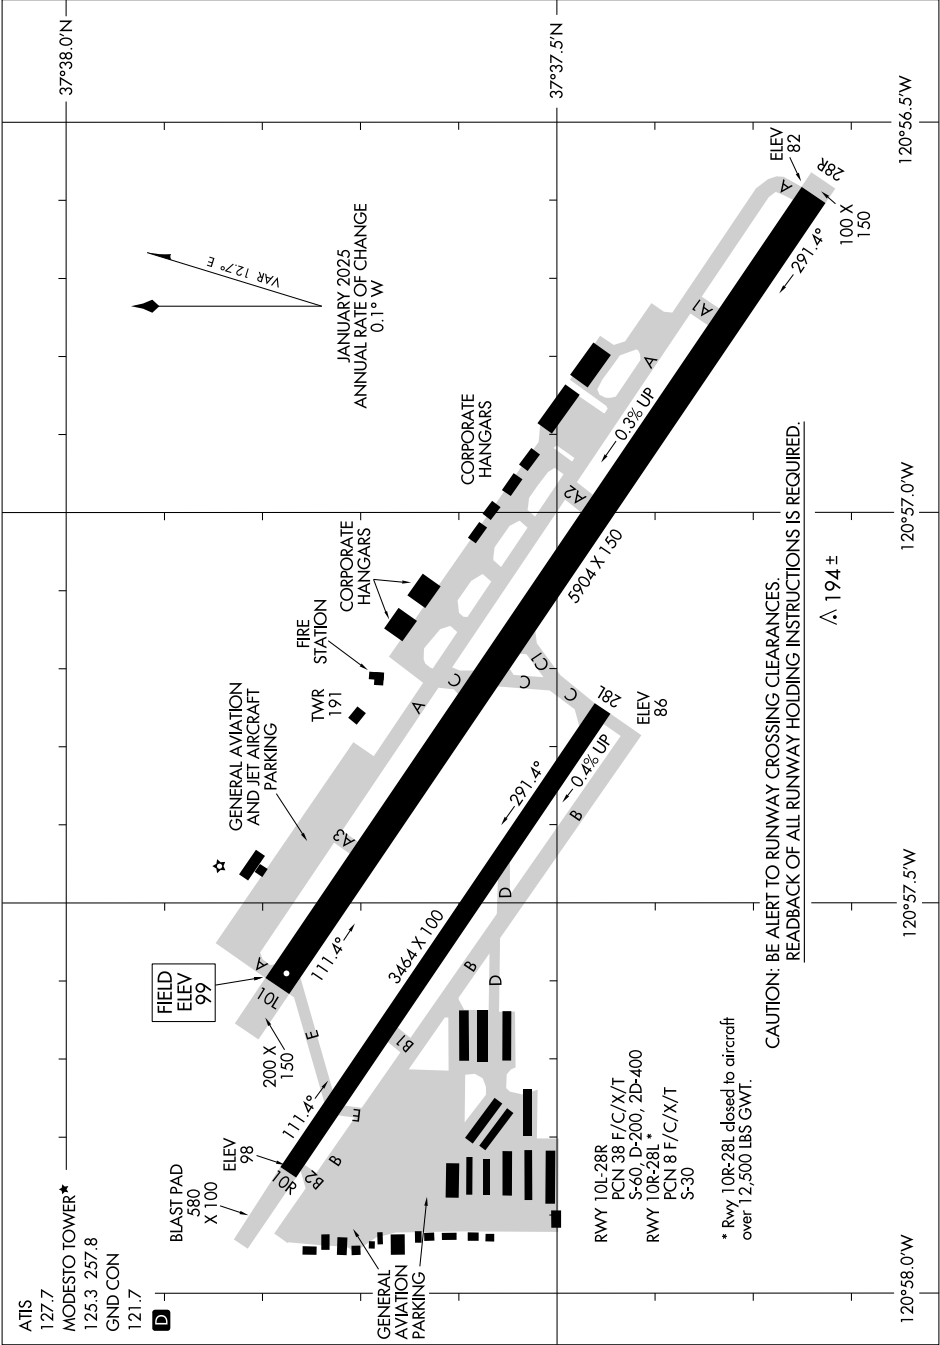 ATIS
127.7
MODESTO TOWER★
125.3 257.8
GND CON
121.7
D
37°38.0'N
37°37.5'N
VAR 12.7° E
JANUARY 2025
ANNUAL RATE OF CHANGE
0.1° W
120°56.5'W
120°57.0'W
120°57.5'W
120°58.0'W
ELEV
82
28R
A
100 X
150
291.4°
A1
A
0.3% UP
CORPORATE
HANGARS
A2
5904 X 150
CORPORATE
HANGARS
FIRE
STATION
TWR
191
C
C
C1
C
A
28L
ELEV
86
GENERAL AVIATION
AND JET AIRCRAFT
PARKING
A3
291.4°
0.4% UP
B
D
FIELD
ELEV
99
A
10L
111.4°
3464 X 100
B
D
200 X
150
E
B1
111.4°
E
ELEV
98
10R
B2
B
BLAST PAD
580
X 100
GENERAL
AVIATION
PARKING
RWY 10L-28R
PCN 38 F/C/X/T
S-60, D-200, 2D-400
RWY 10R-28L *
PCN 8 F/C/X/T
S-30
* Rwy 10R-28L closed to aircraft
over 12,500 LBS GWT.
CAUTION: BE ALERT TO RUNWAY CROSSING CLEARANCES.
READBACK OF ALL RUNWAY HOLDING INSTRUCTIONS IS REQUIRED.
194 ±